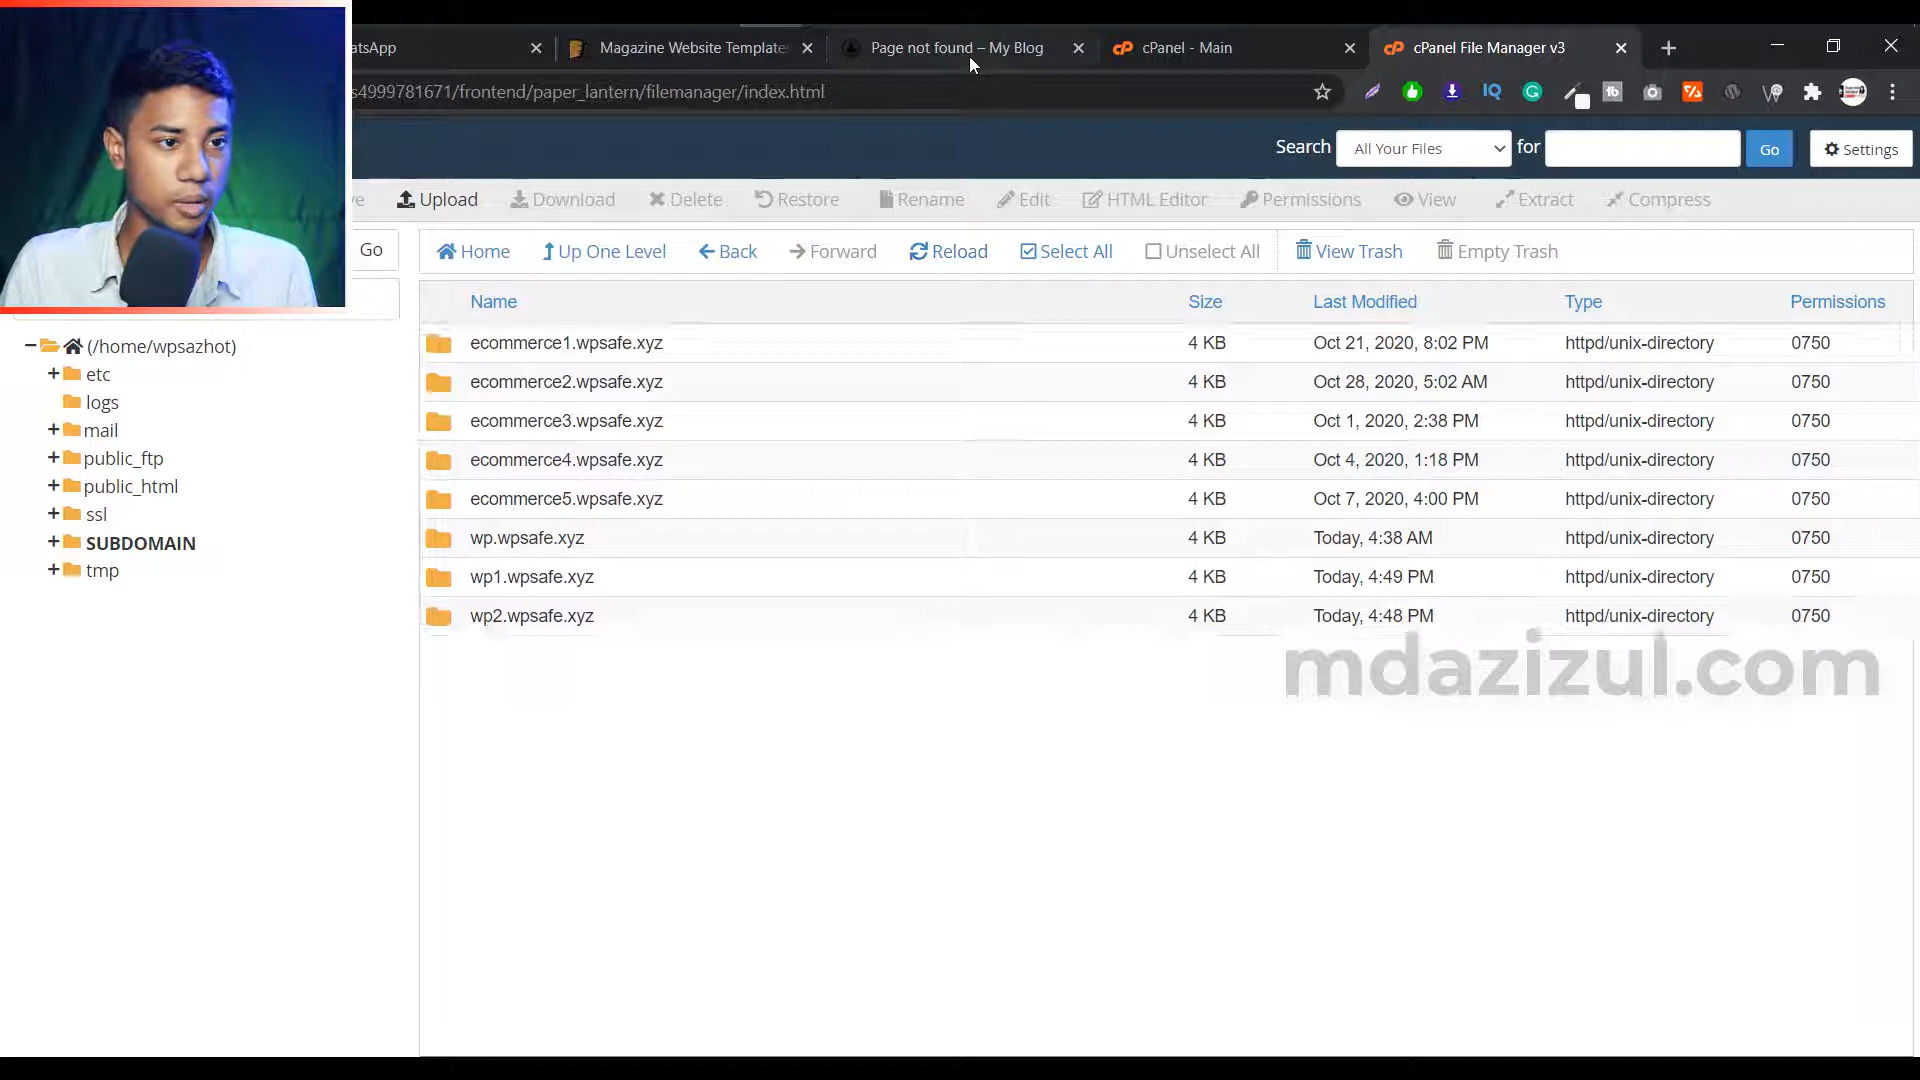 atsApp
Magazine Website Template
Page not found – My Blog
cPanel - Main
cPanel File Manager v3
s4999781671/frontend/paper_lantern/filemanager/index.html
Search
All Your Files
for
Go
Settings
Upload
Download
Delete
Restore
Rename
Edit
HTML Editor
Permissions
View
Extract
Compress
Go
Home
Up One Level
Back
Forward
Reload
Select All
Unselect All
View Trash
Empty Trash
Name Size Last Modified Type Permissions
ecommerce1.wpsafe.xyz 4 KB Oct 21, 2020, 8:02 PM httpd/unix-directory 0750
ecommerce2.wpsafe.xyz 4 KB Oct 28, 2020, 5:02 AM httpd/unix-directory 0750
ecommerce3.wpsafe.xyz 4 KB Oct 1, 2020, 2:38 PM httpd/unix-directory 0750
ecommerce4.wpsafe.xyz 4 KB Oct 4, 2020, 1:18 PM httpd/unix-directory 0750
ecommerce5.wpsafe.xyz 4 KB Oct 7, 2020, 4:00 PM httpd/unix-directory 0750
wp.wpsafe.xyz 4 KB Today, 4:38 AM httpd/unix-directory 0750
wp1.wpsafe.xyz 4 KB Today, 4:49 PM httpd/unix-directory 0750
wp2.wpsafe.xyz 4 KB Today, 4:48 PM httpd/unix-directory 0750
(/home/wpsazhot)
etc
logs
mail
public_ftp
public_html
ssl
SUBDOMAIN
tmp
mdazizul.com